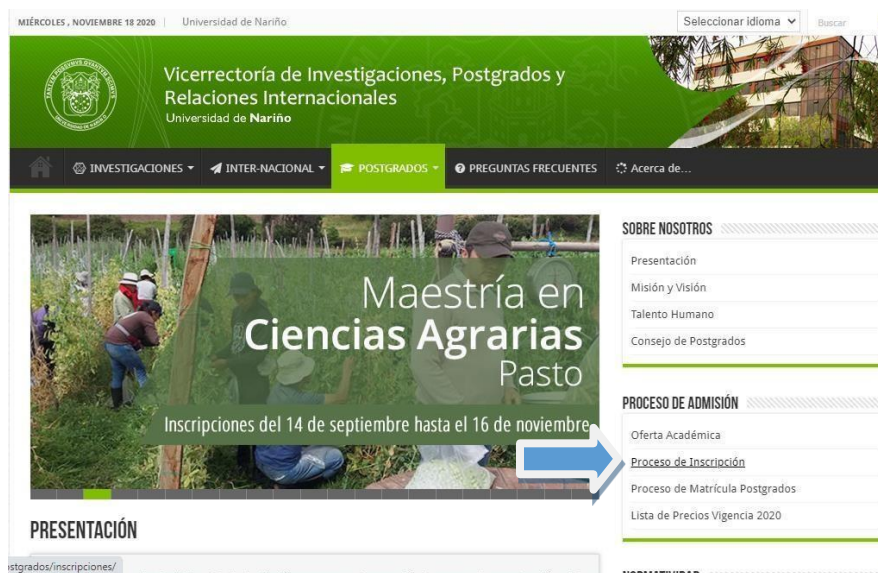 MIÉRCOLES , NOVIEMBRE 18 2020
Universidad de Nariño
Seleccionar idioma
Buscar
Vicerrectoría de Investigaciones, Postgrados y
Relaciones Internacionales
Universidad de Nariño
INVESTIGACIONES
INTER-NACIONAL
POSTGRADOS
PREGUNTAS FRECUENTES
Acerca de...
Maestría en
Ciencias Agrarias
Pasto
Inscripciones del 14 de septiembre hasta el 16 de noviembre
SOBRE NOSOTROS
Presentación
Misión y Visión
Talento Humano
Consejo de Postgrados
PROCESO DE ADMISIÓN
Oferta Académica
Proceso de Inscripción
Proceso de Matrícula Postgrados
Lista de Precios Vigencia 2020
PRESENTACIÓN
stgrados/inscripciones/